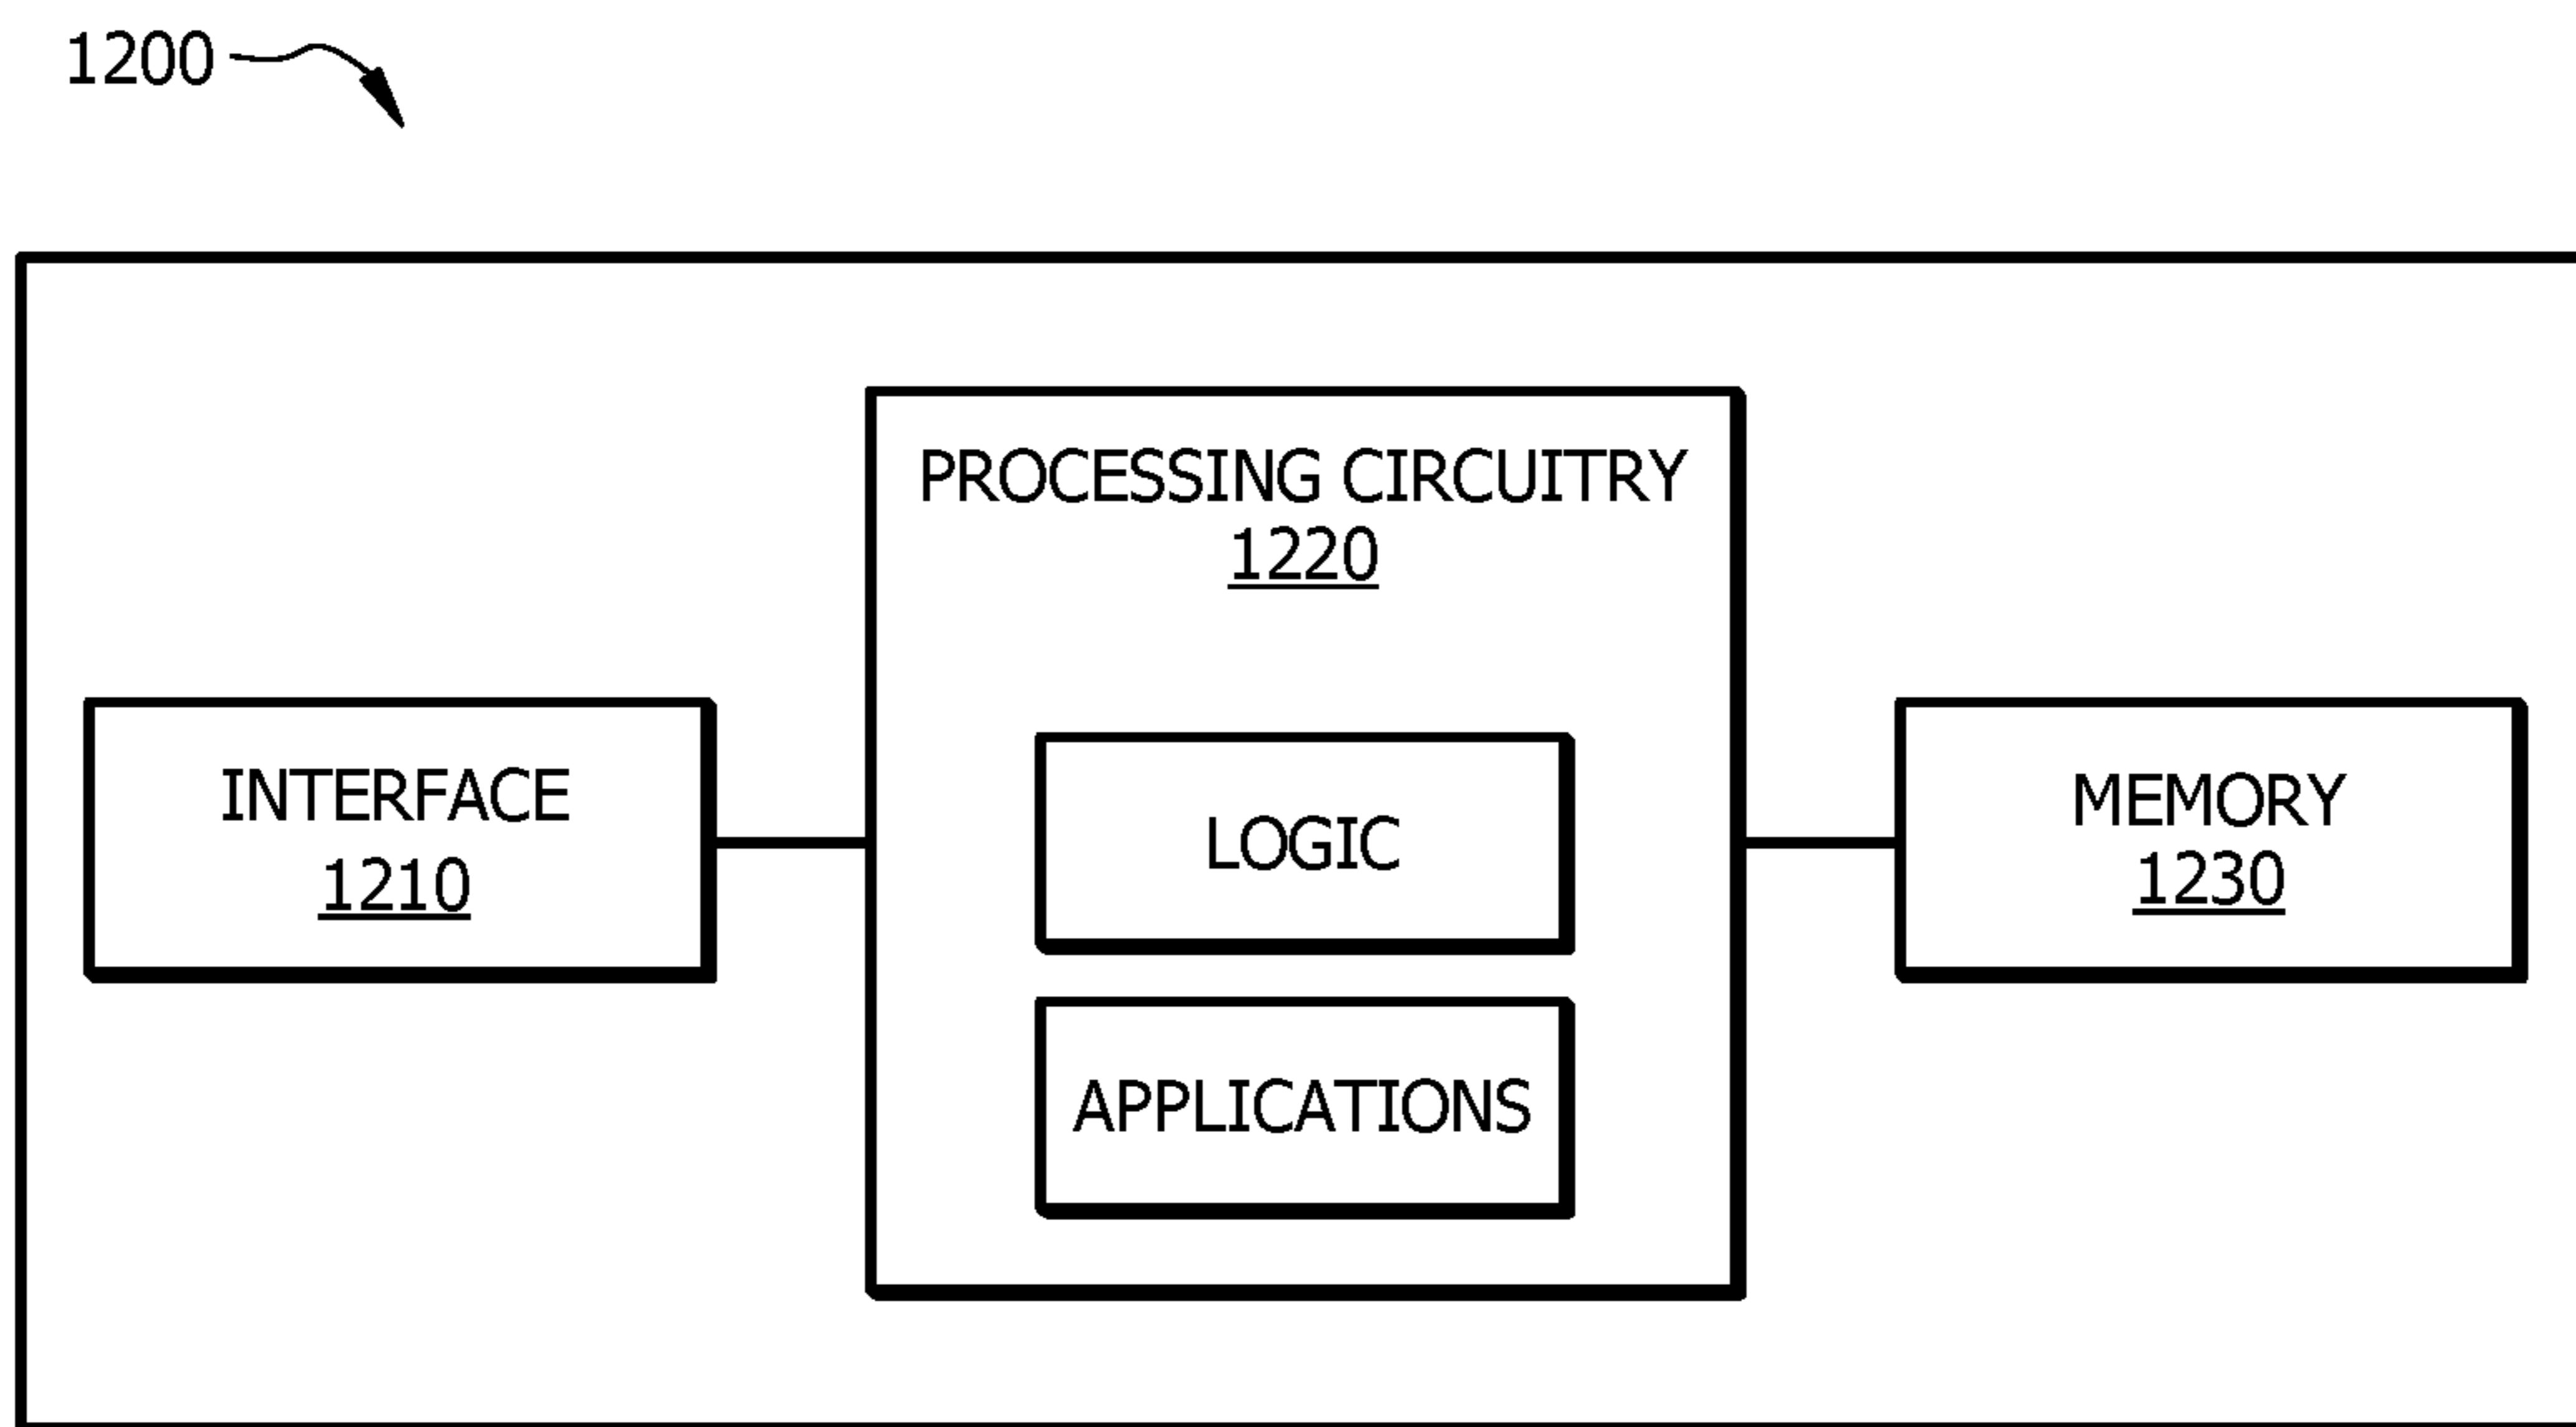 1200
PROCESSING CIRCUITRY
1220
INTERFACE
1210
LOGIC
APPLICATIONS
MEMORY
1230